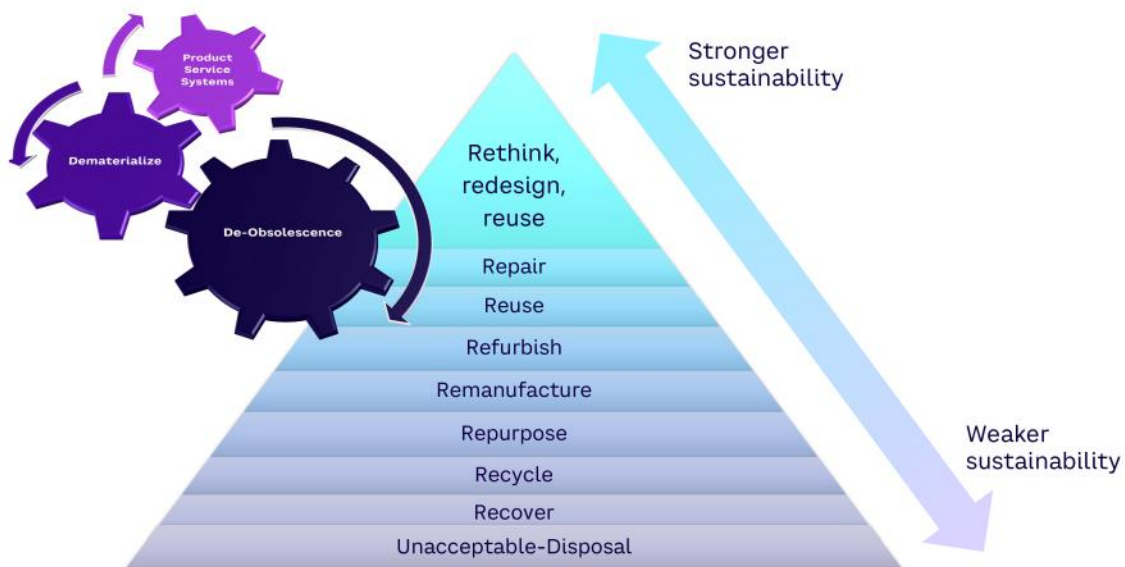 Product
Service
Systems
Dematerialize
De-Obsolescence
Rethink,
redesign,
reuse
Repair
Reuse
Refurbish
Remanufacture
Repurpose
Recycle
Recover
Unacceptable-Disposal
Stronger
sustainability
Weaker
sustainability